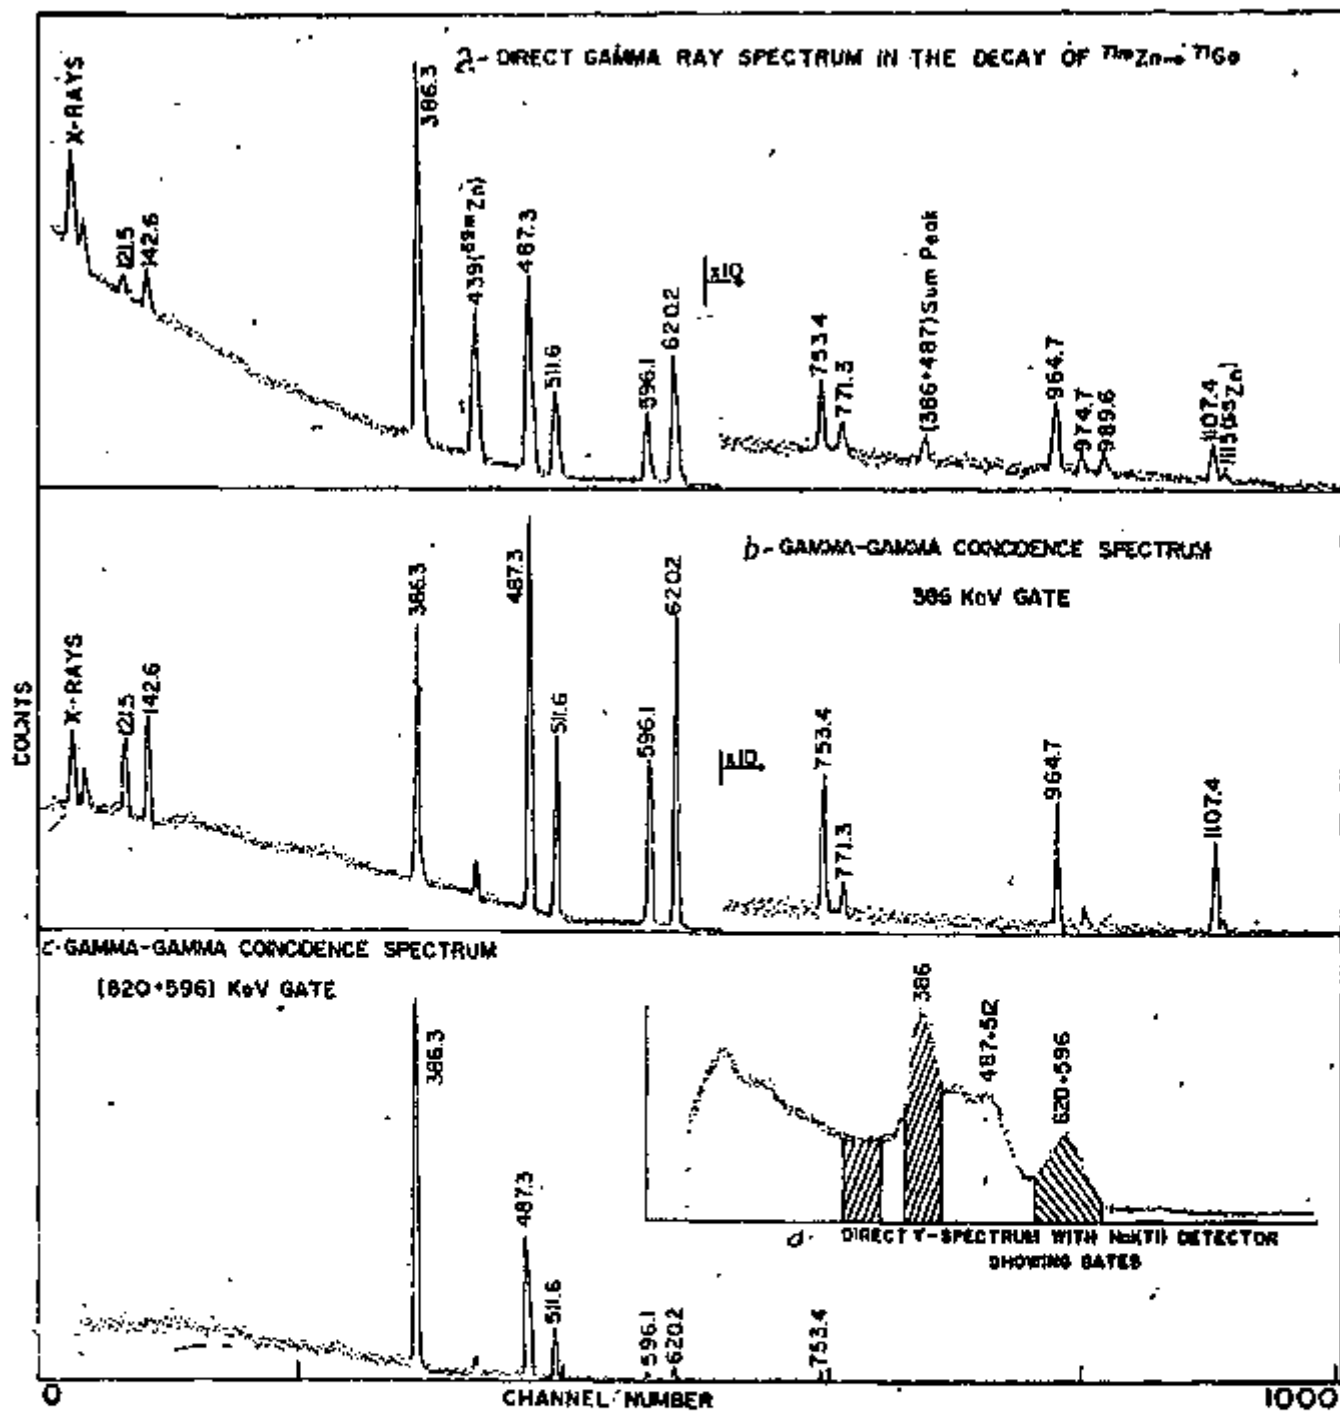 a- DIRECT GAMMA RAY SPECTRUM IN THE DECAY OF 71mZn→71Ga
X-RAYS
121.5
142.6
386.3
439(69mZn)
487.3
511.6
596.1
620.2
x10
753.4
771.3
(386+487)Sum Peak
964.7
974.7
989.6
1107.4
1115(65Zn)
b- GAMMA-GAMMA COINCIDENCE SPECTRUM
386 KeV GATE
COUNTS
X-RAYS
121.5
142.6
386.3
487.3
511.6
596.1
620.2
x10
753.4
771.3
964.7
1107.4
c-GAMMA-GAMMA COINCIDENCE SPECTRUM
(620+596) KeV GATE
386.3
487.3
511.6
596.1
620.2
753.4
386
487+512
620+596
d- DIRECT γ-SPECTRUM WITH NaI(Tl) DETECTOR
SHOWING GATES
0
CHANNEL NUMBER
1000